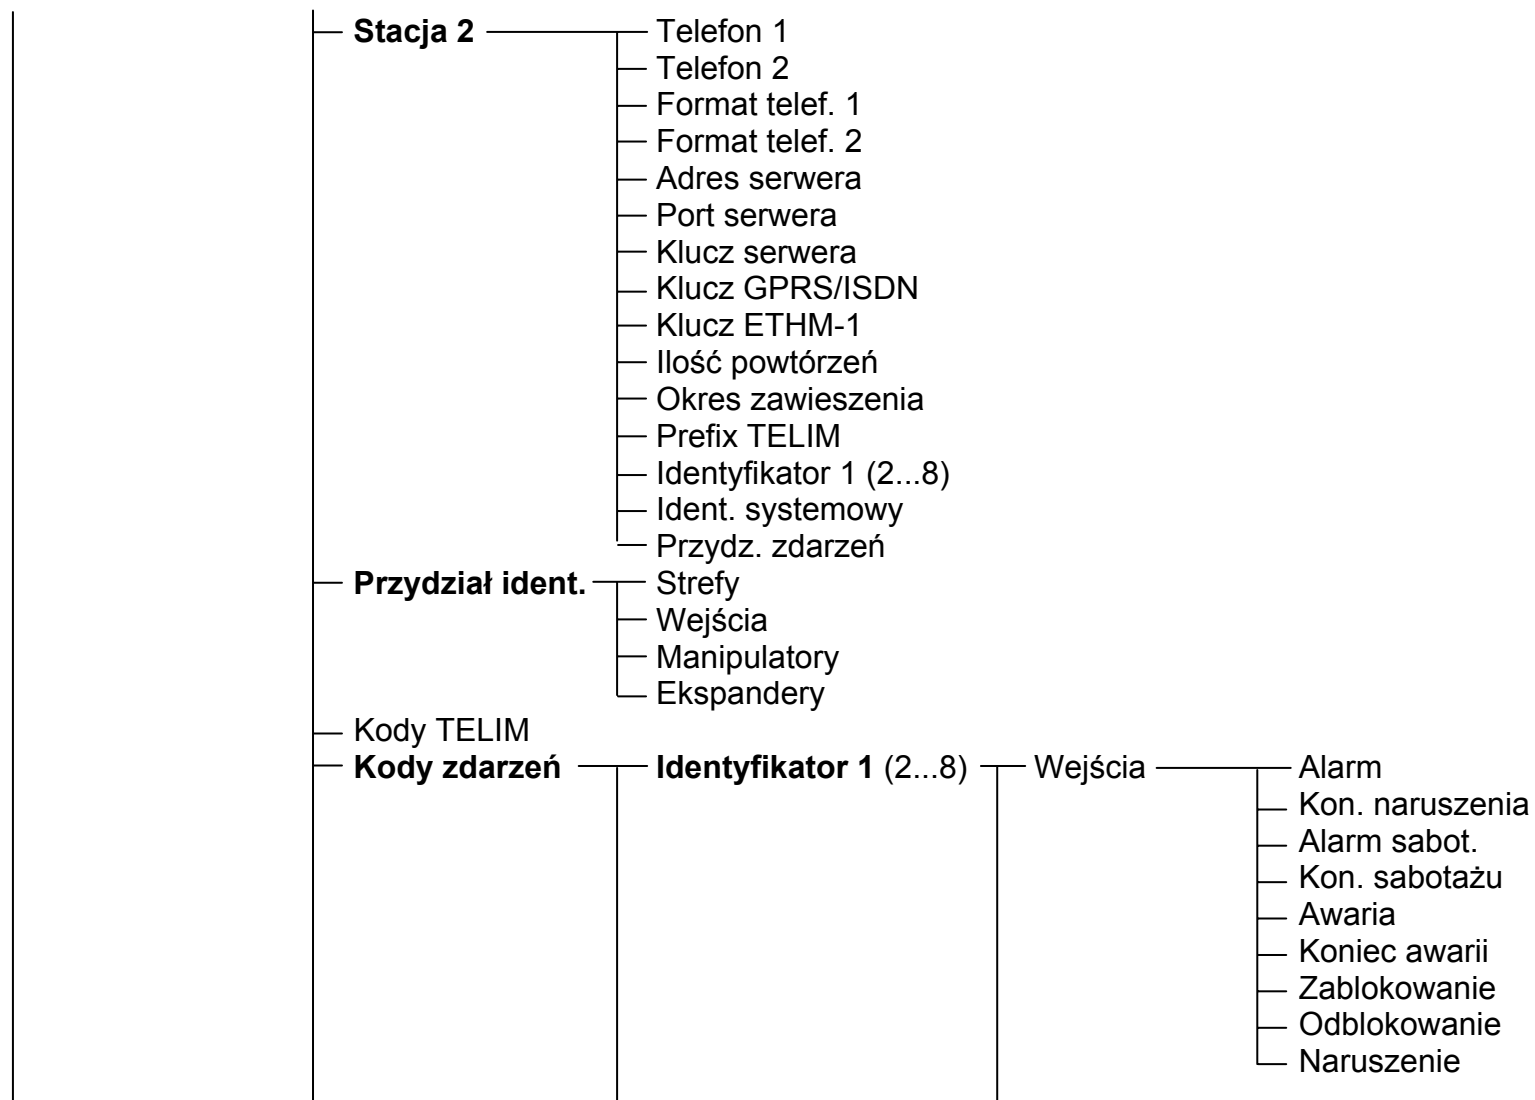 Stacja 2 Telefon 1
Telefon 2
Format telef. 1
Format telef. 2
Adres serwera
Port serwera
Klucz serwera
Klucz GPRS/ISDN
Klucz ETHM-1
Ilość powtórzeń
Okres zawieszenia
Prefix TELIM
Identyfikator 1 (2...8)
Ident. systemowy
Przydz. zdarzeń
Przydział ident. Strefy
Wejścia
Manipulatory
Ekspandery
Kody TELIM
Kody zdarzeń Identyfikator 1 (2...8) Wejścia Alarm
Kon. naruszenia
Alarm sabot.
Kon. sabotażu
Awaria
Koniec awarii
Zablokowanie
Odblokowanie
Naruszenie